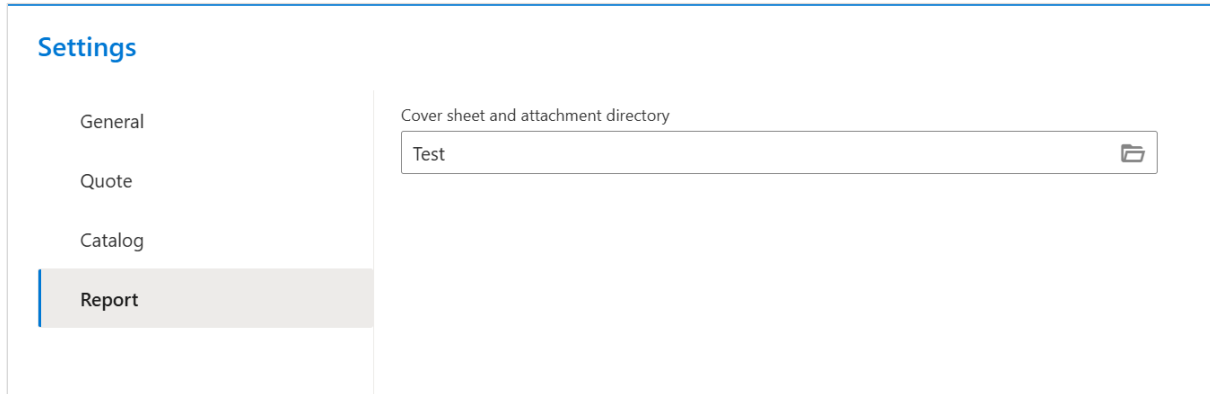 Settings
General
Quote
Catalog
Report
Cover sheet and attachment directory
Test